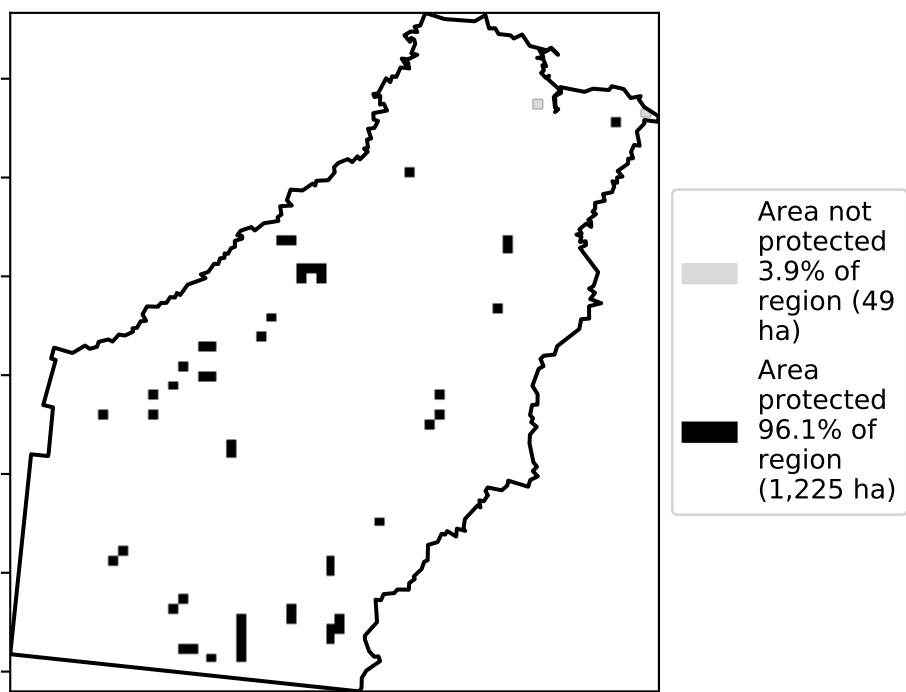 Area not
protected
3.9% of
region (49
ha)
Area
protected
96.1% of
region
(1,225 ha)